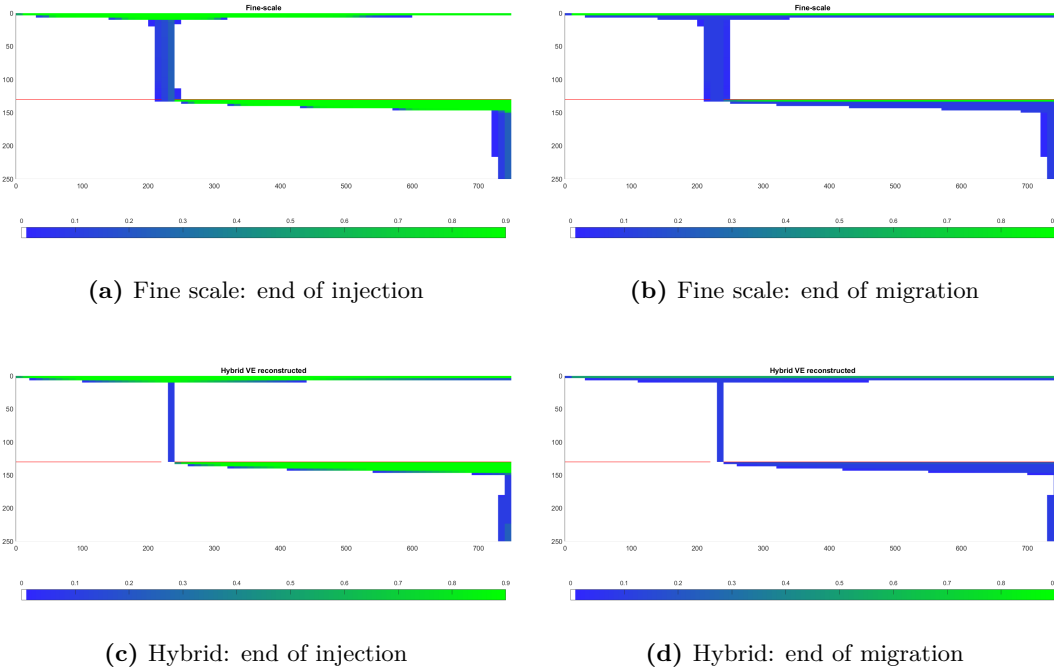 Fine-scale
0
50
100
150
200
250
0 100 200 300 400 500 600 700
0 0.1 0.2 0.3 0.4 0.5 0.6 0.7 0.8 0.9
(a) Fine scale: end of injection
Fine-scale
0
50
100
150
200
250
0 100 200 300 400 500 600 700
0 0.1 0.2 0.3 0.4 0.5 0.6 0.7 0.8 0.
(b) Fine scale: end of migration
Hybrid VE reconstructed
0
50
100
150
200
250
0 100 200 300 400 500 600 700
0 0.1 0.2 0.3 0.4 0.5 0.6 0.7 0.8 0.9
(c) Hybrid: end of injection
Hybrid VE reconstructed
0
50
100
150
200
250
0 100 200 300 400 500 600 700
0 0.1 0.2 0.3 0.4 0.5 0.6 0.7 0.8 0.
(d) Hybrid: end of migration